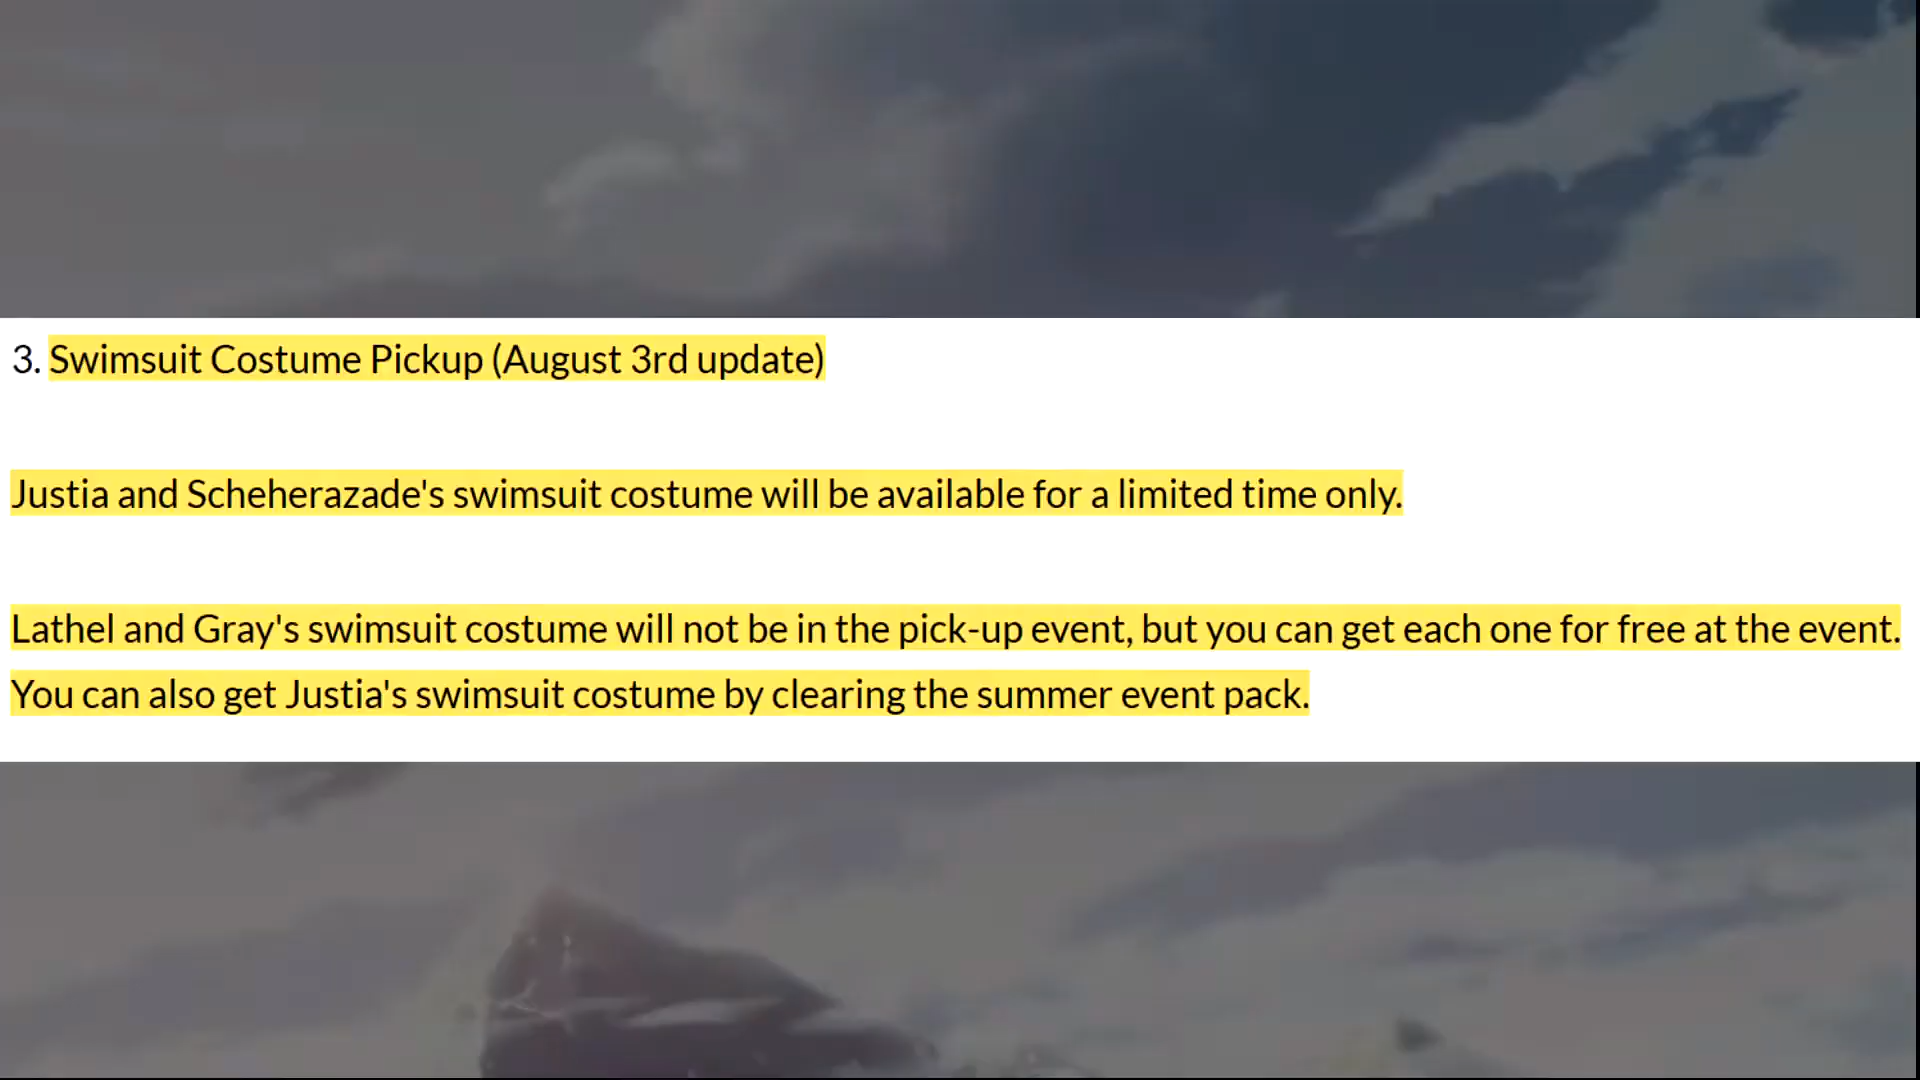 3. Swimsuit Costume Pickup (August 3rd update)
Justia and Scheherazade's swimsuit costume will be available for a limited time only.
Lathel and Gray's swimsuit costume will not be in the pick-up event, but you can get each one for free at the event.
You can also get Justia's swimsuit costume by clearing the summer event pack.